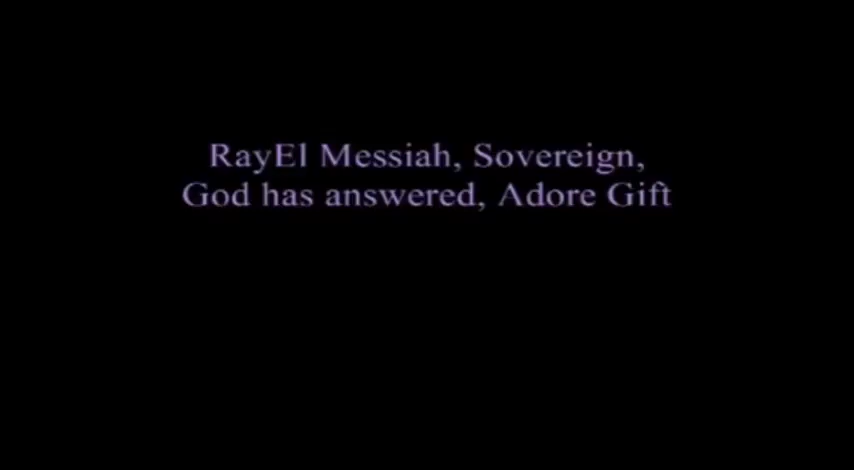 RayEl Messiah, Sovereign,
God has answered, Adore Gift